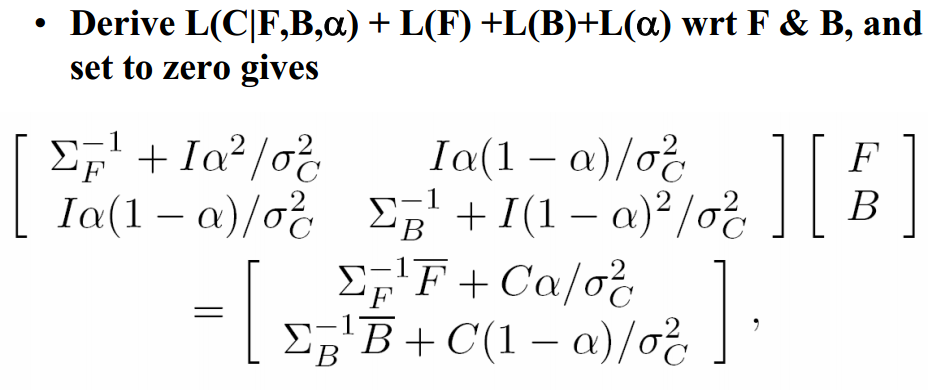 • Derive L(C|F,B,α) + L(F) +L(B)+L(α) wrt F & B, and
set to zero gives
[ Σ_F^{-1} + Iα²/σ_C² Iα(1 − α)/σ_C² ] [ F ]
[ Iα(1 − α)/σ_C² Σ_B^{-1} + I(1 − α)²/σ_C² ] [ B ]
= [ Σ_F^{-1} F̅ + Cα/σ_C² ]
[ Σ_B^{-1} B̅ + C(1 − α)/σ_C² ] ,